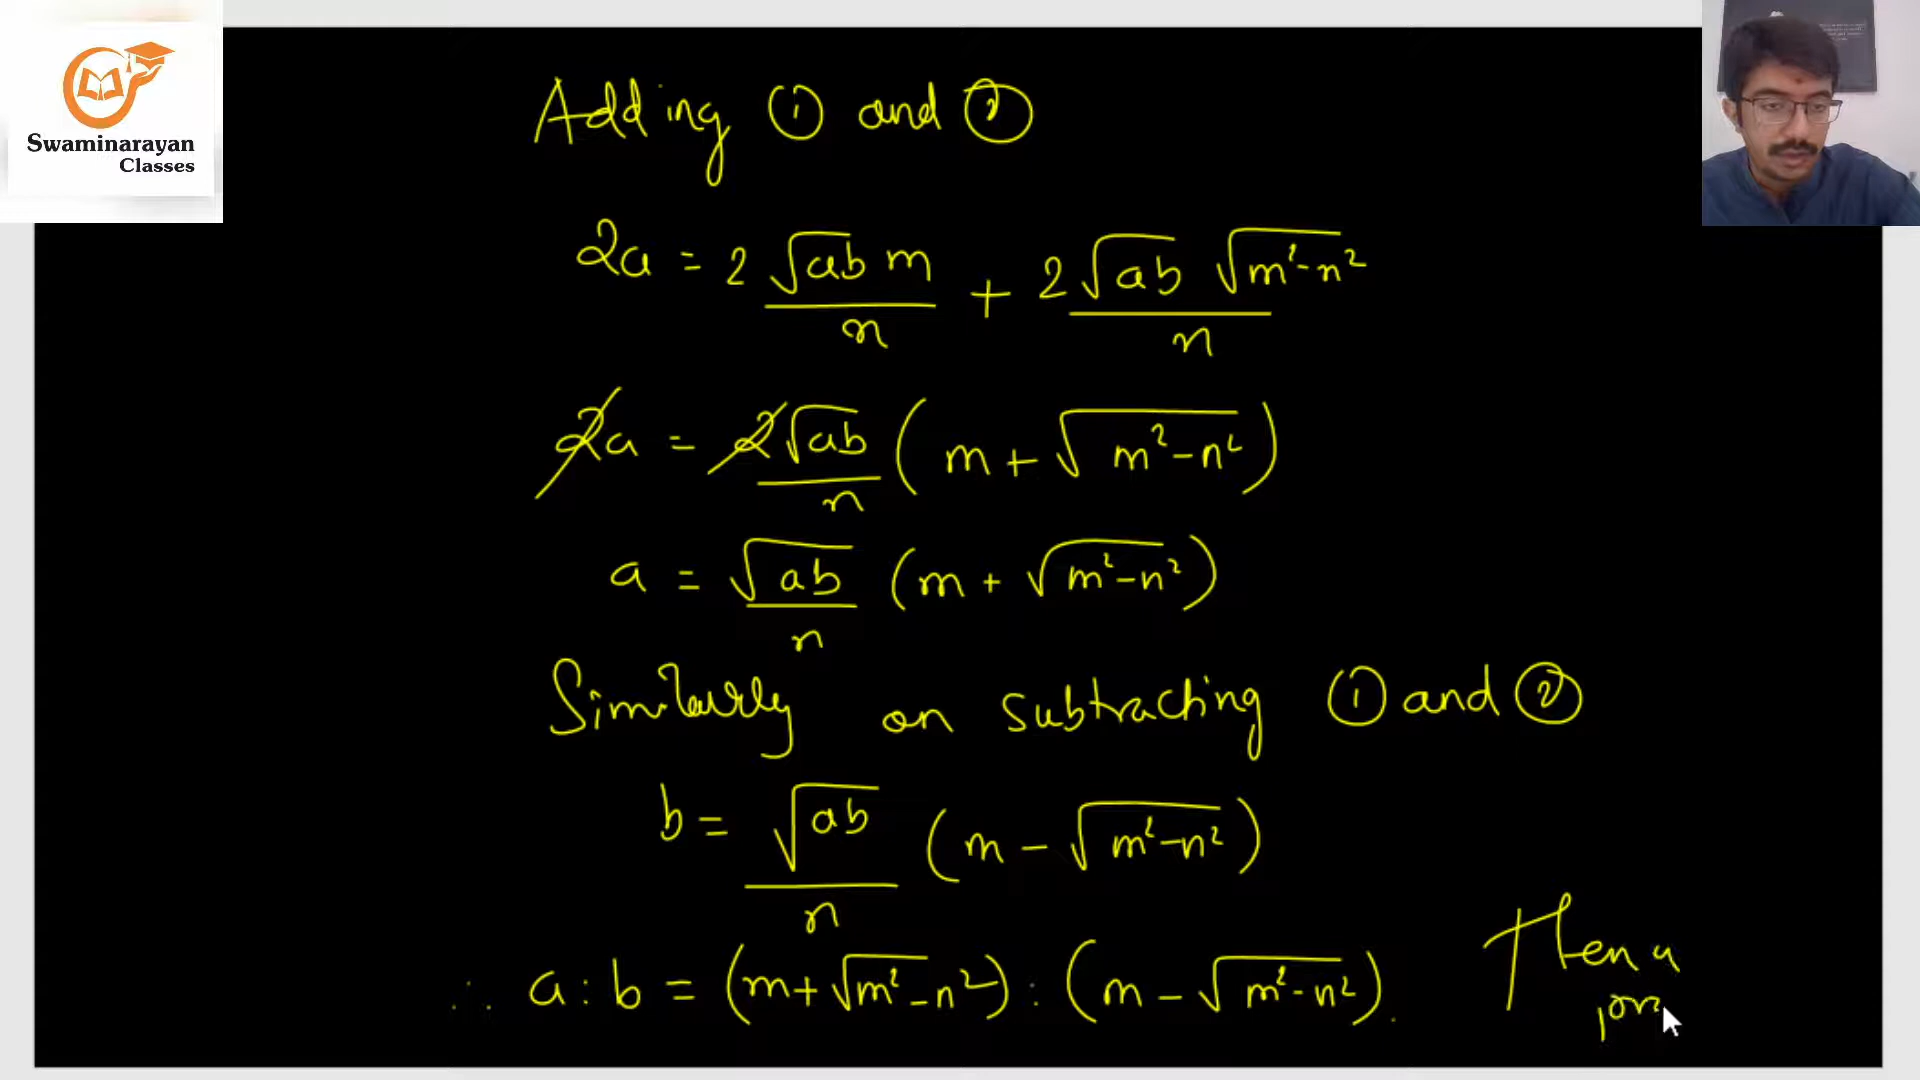 Swaminarayan
Classes
Adding ① and ②
2a = 2 √ab m / n + 2 √ab √m²-n² / n
2a = 2√ab / n ( m + √m²-n² )
a = √ab / n (m + √m²-n²)
Similarly on subtracting ① and ②
b = √ab / n (m - √m²-n²)
∴ a : b = (m+√m²-n²) : (m - √m²-n²).